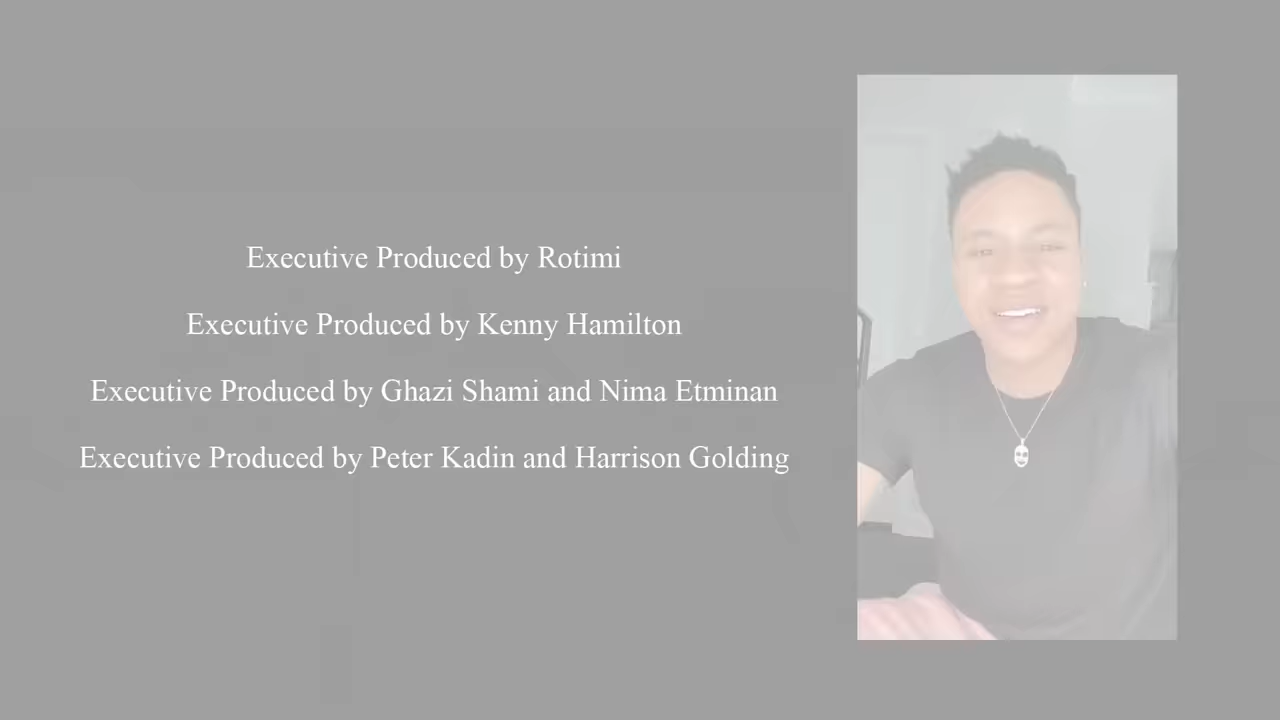 Executive Produced by Rotimi
Executive Produced by Kenny Hamilton
Executive Produced by Ghazi Shami and Nima Etminan
Executive Produced by Peter Kadin and Harrison Golding